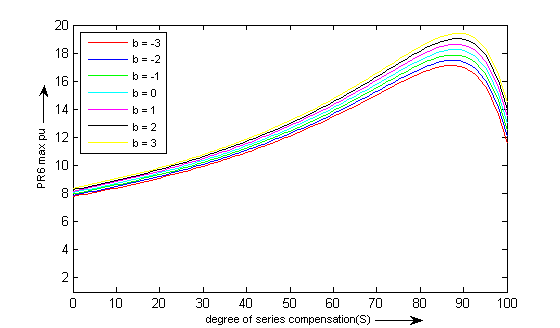 20
18
16
14
12
10
8
6
4
2
PR6 max pu
b = -3
b = -2
b = -1
b = 0
b = 1
b = 2
b = 3
0 10 20 30 40 50 60 70 80 90 100
degree of series compensation(S)